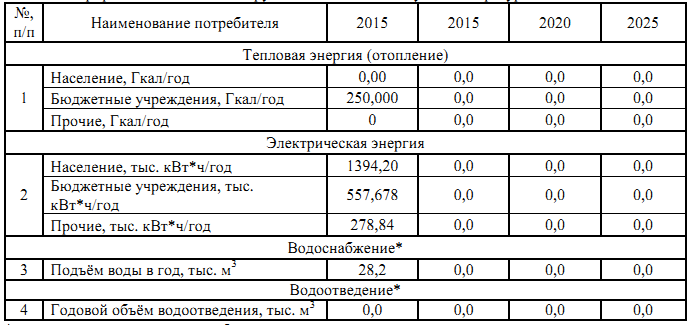 №, п/п Наименование потребителя 2015 2015 2020 2025
Тепловая энергия (отопление)
1 Население, Гкал/год 0,00 0,0 0,0 0,0
Бюджетные учреждения, Гкал/год 250,000 0,0 0,0 0,0
Прочие, Гкал/год 0 0,0 0,0 0,0
Электрическая энергия
2 Население, тыс. кВт*ч/год 1394,20 0,0 0,0 0,0
Бюджетные учреждения, тыс. кВт*ч/год 557,678 0,0 0,0 0,0
Прочие, тыс. кВт*ч/год 278,84 0,0 0,0 0,0
Водоснабжение*
3 Подъём воды в год, тыс. м³ 28,2 0,0 0,0 0,0
Водоотведение*
4 Годовой объём водоотведения, тыс. м³ 0,0 0,0 0,0 0,0